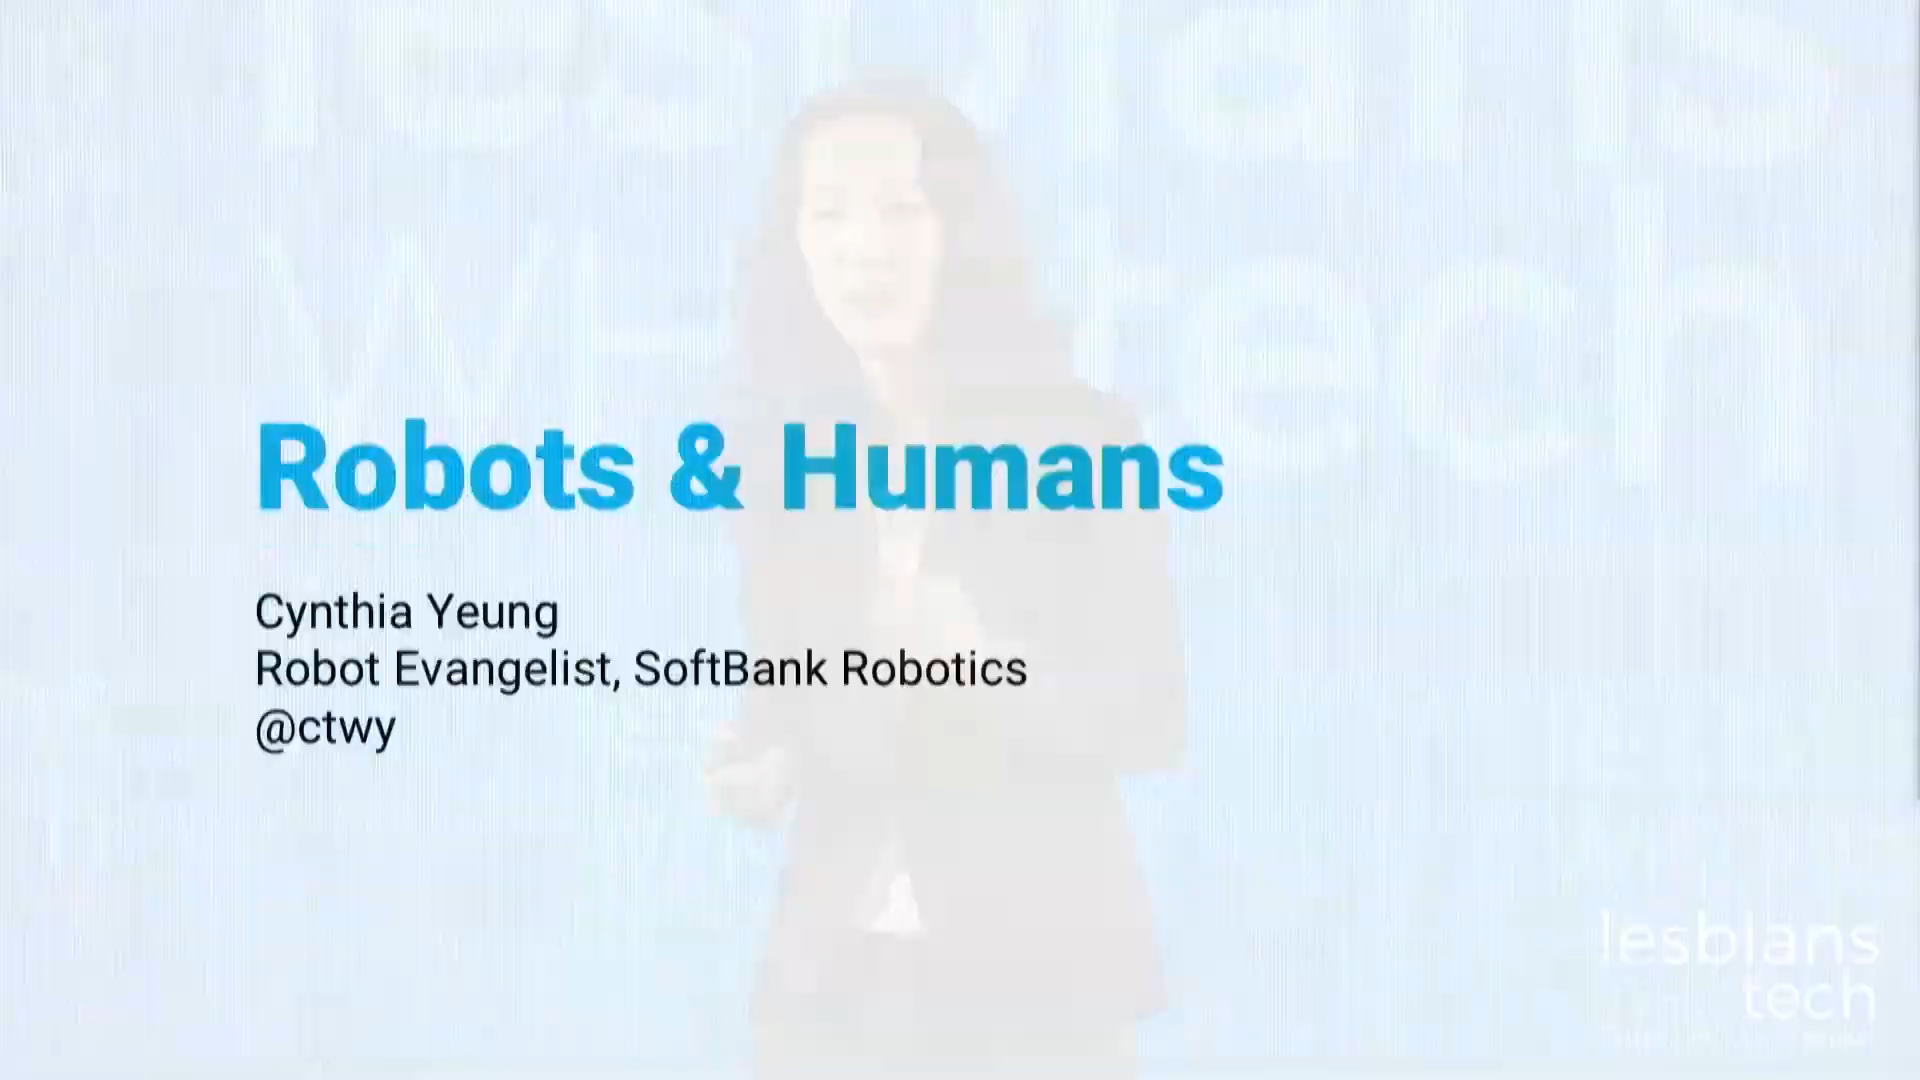 Robots & Humans
Cynthia Yeung
Robot Evangelist, SoftBank Robotics
@ctwy
lesbians
tech